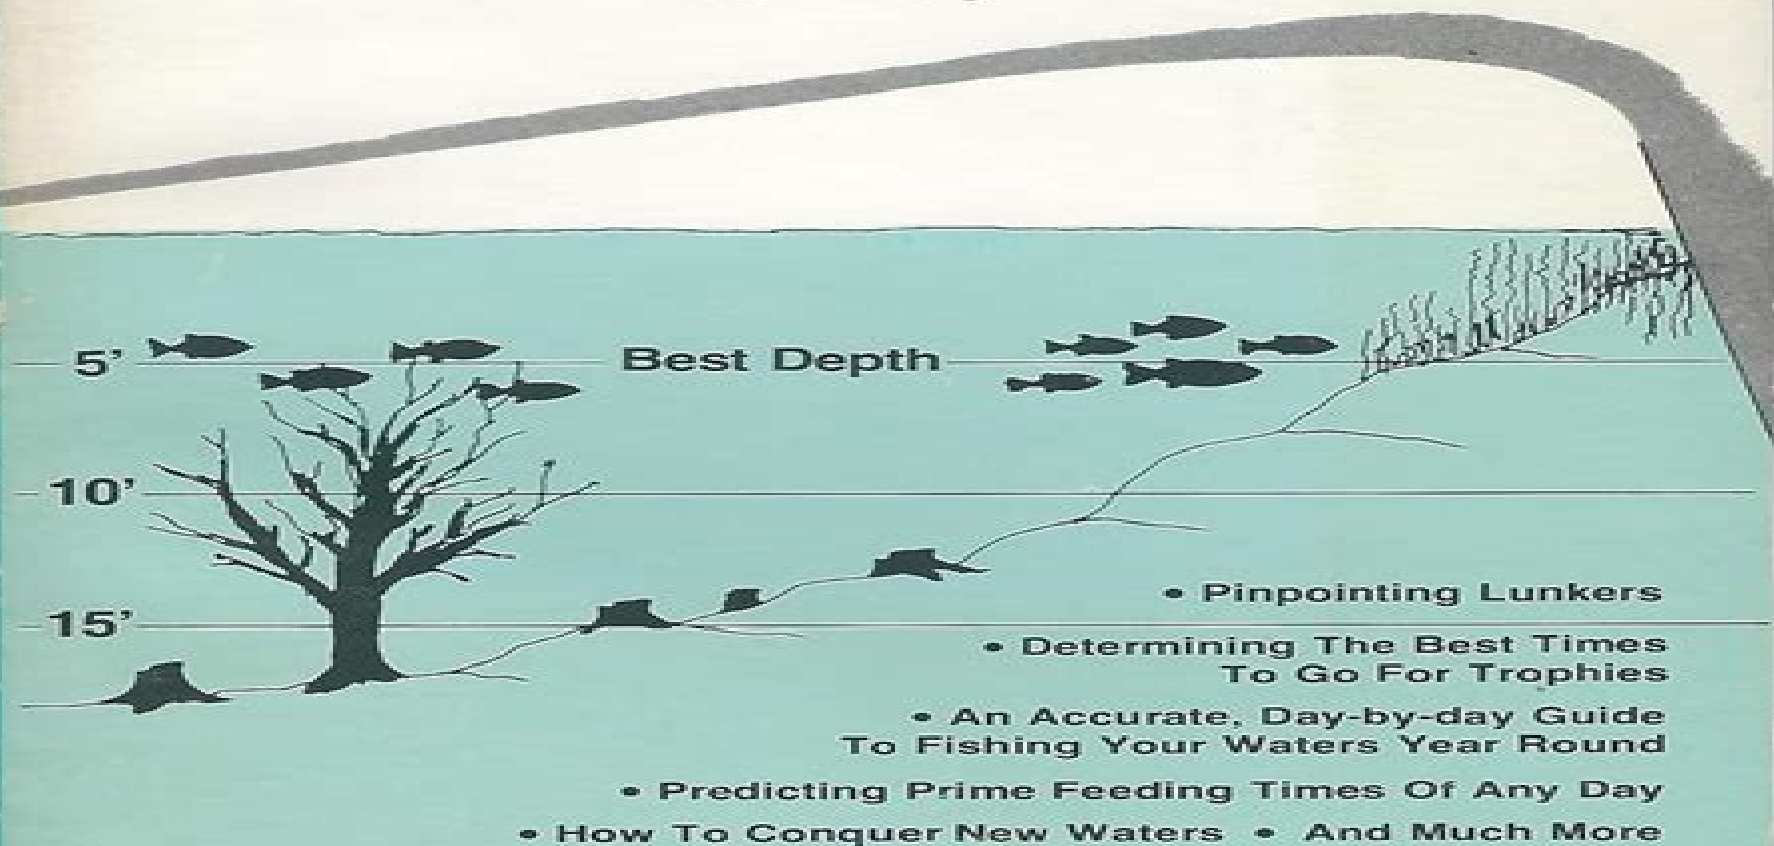 5’
Best Depth
10’
15’
• Pinpointing Lunkers
• Determining The Best Times
To Go For Trophies
• An Accurate, Day-by-day Guide
To Fishing Your Waters Year Round
• Predicting Prime Feeding Times Of Any Day
• How To Conquer New Waters • And Much More